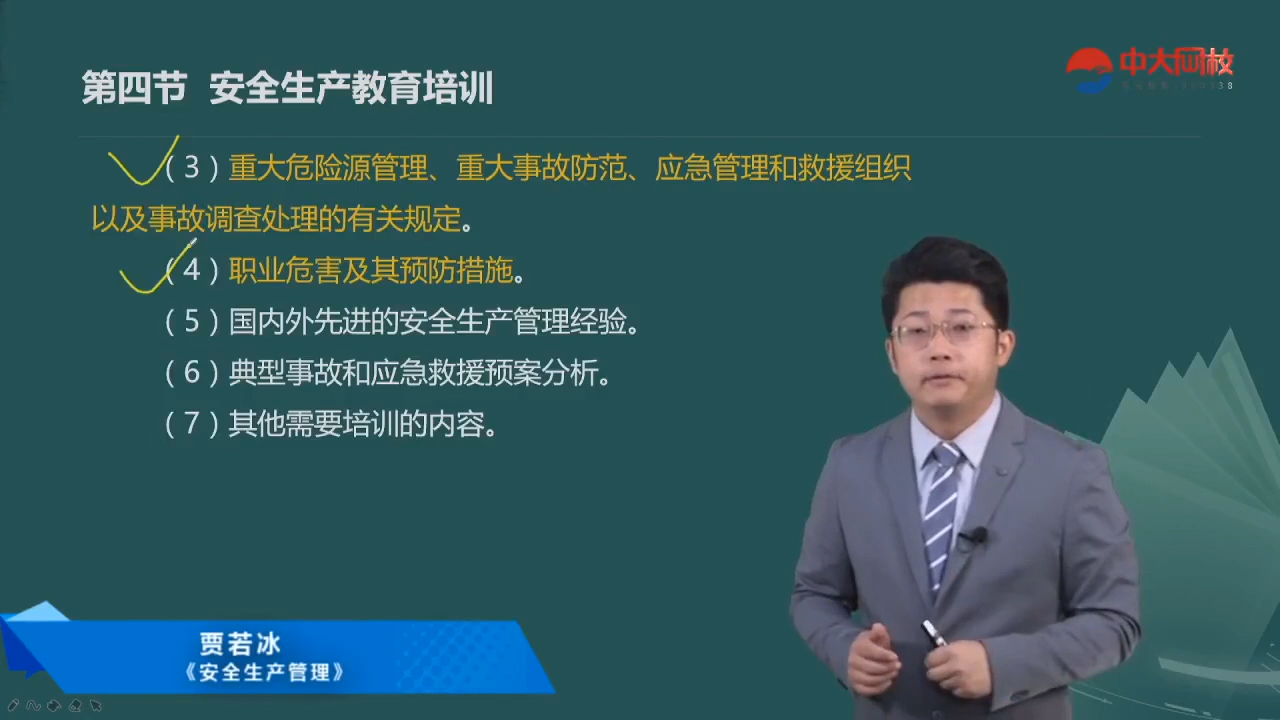 第四节 安全生产教育培训
中大网校
（3）重大危险源管理、重大事故防范、应急管理和救援组织
以及事故调查处理的有关规定。
（4）职业危害及其预防措施。
（5）国内外先进的安全生产管理经验。
（6）典型事故和应急救援预案分析。
（7）其他需要培训的内容。
贾若冰
《安全生产管理》